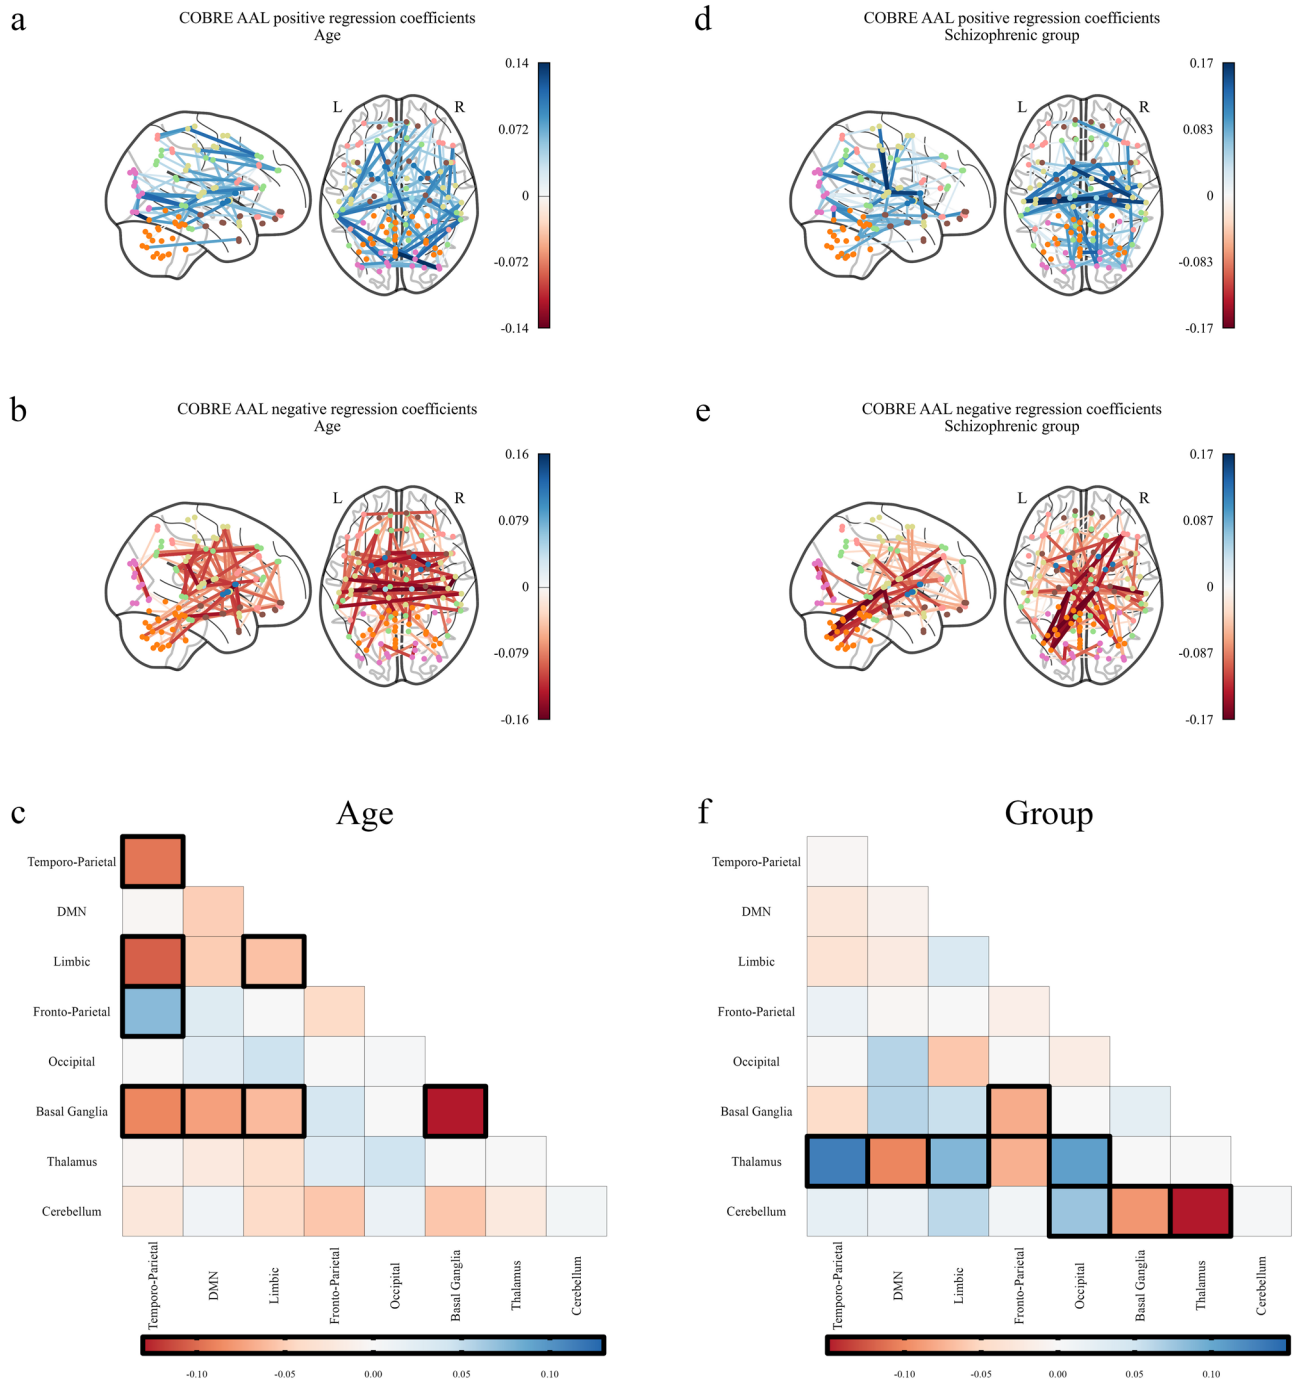 a
COBRE AAL positive regression coefficients
Age
L
R
0.14
0.072
0
-0.072
-0.14
d
COBRE AAL positive regression coefficients
Schizophrenic group
L
R
0.17
0.083
0
-0.083
-0.17
b
COBRE AAL negative regression coefficients
Age
L
R
0.16
0.079
0
-0.079
-0.16
e
COBRE AAL negative regression coefficients
Schizophrenic group
L
R
0.17
0.087
0
-0.087
-0.17
c
Age
Temporo-Parietal
DMN
Limbic
Fronto-Parietal
Occipital
Basal Ganglia
Thalamus
Cerebellum
Temporo-Parietal
DMN
Limbic
Fronto-Parietal
Occipital
Basal Ganglia
Thalamus
Cerebellum
-0.10
-0.05
0.00
0.05
0.10
f
Group
Temporo-Parietal
DMN
Limbic
Fronto-Parietal
Occipital
Basal Ganglia
Thalamus
Cerebellum
Temporo-Parietal
DMN
Limbic
Fronto-Parietal
Occipital
Basal Ganglia
Thalamus
Cerebellum
-0.10
-0.05
0.00
0.05
0.10